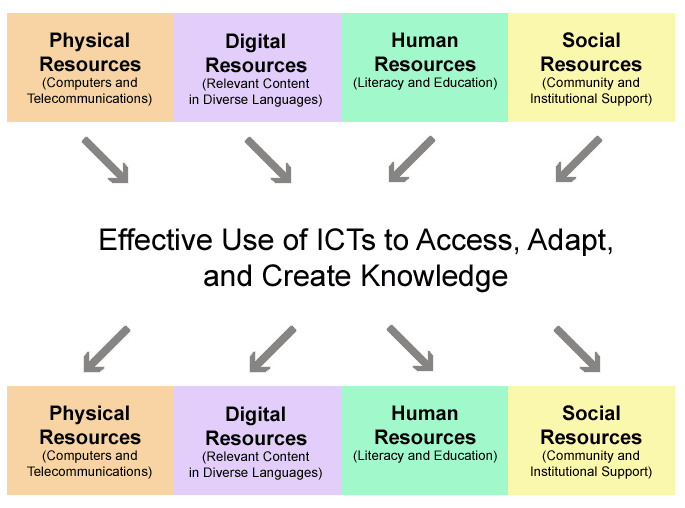 Physical
Resources
(Computers and
Telecommunications)
Digital
Resources
(Relevant Content
in Diverse Languages)
Human
Resources
(Literacy and Education)
Social
Resources
(Community and
Institutional Support)
Effective Use of ICTs to Access, Adapt,
and Create Knowledge
Physical
Resources
(Computers and
Telecommunications)
Digital
Resources
(Relevant Content
in Diverse Languages)
Human
Resources
(Literacy and Education)
Social
Resources
(Community and
Institutional Support)